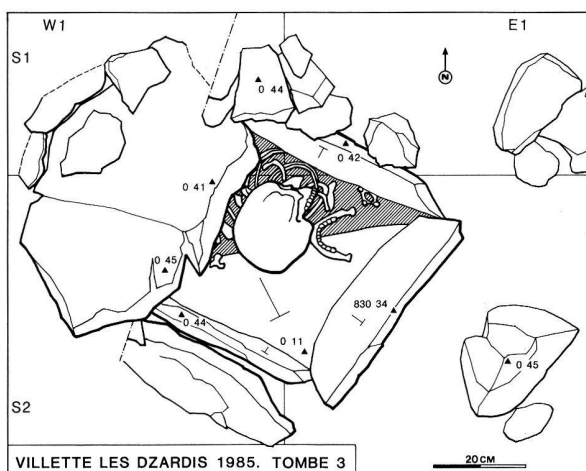 W1
E1
S1
N
0 44
0 42
0 41
0 45
830 34
0 44
0 11
0 45
S2
VILLETTE LES DZARDIS 1985. TOMBE 3
20 CM